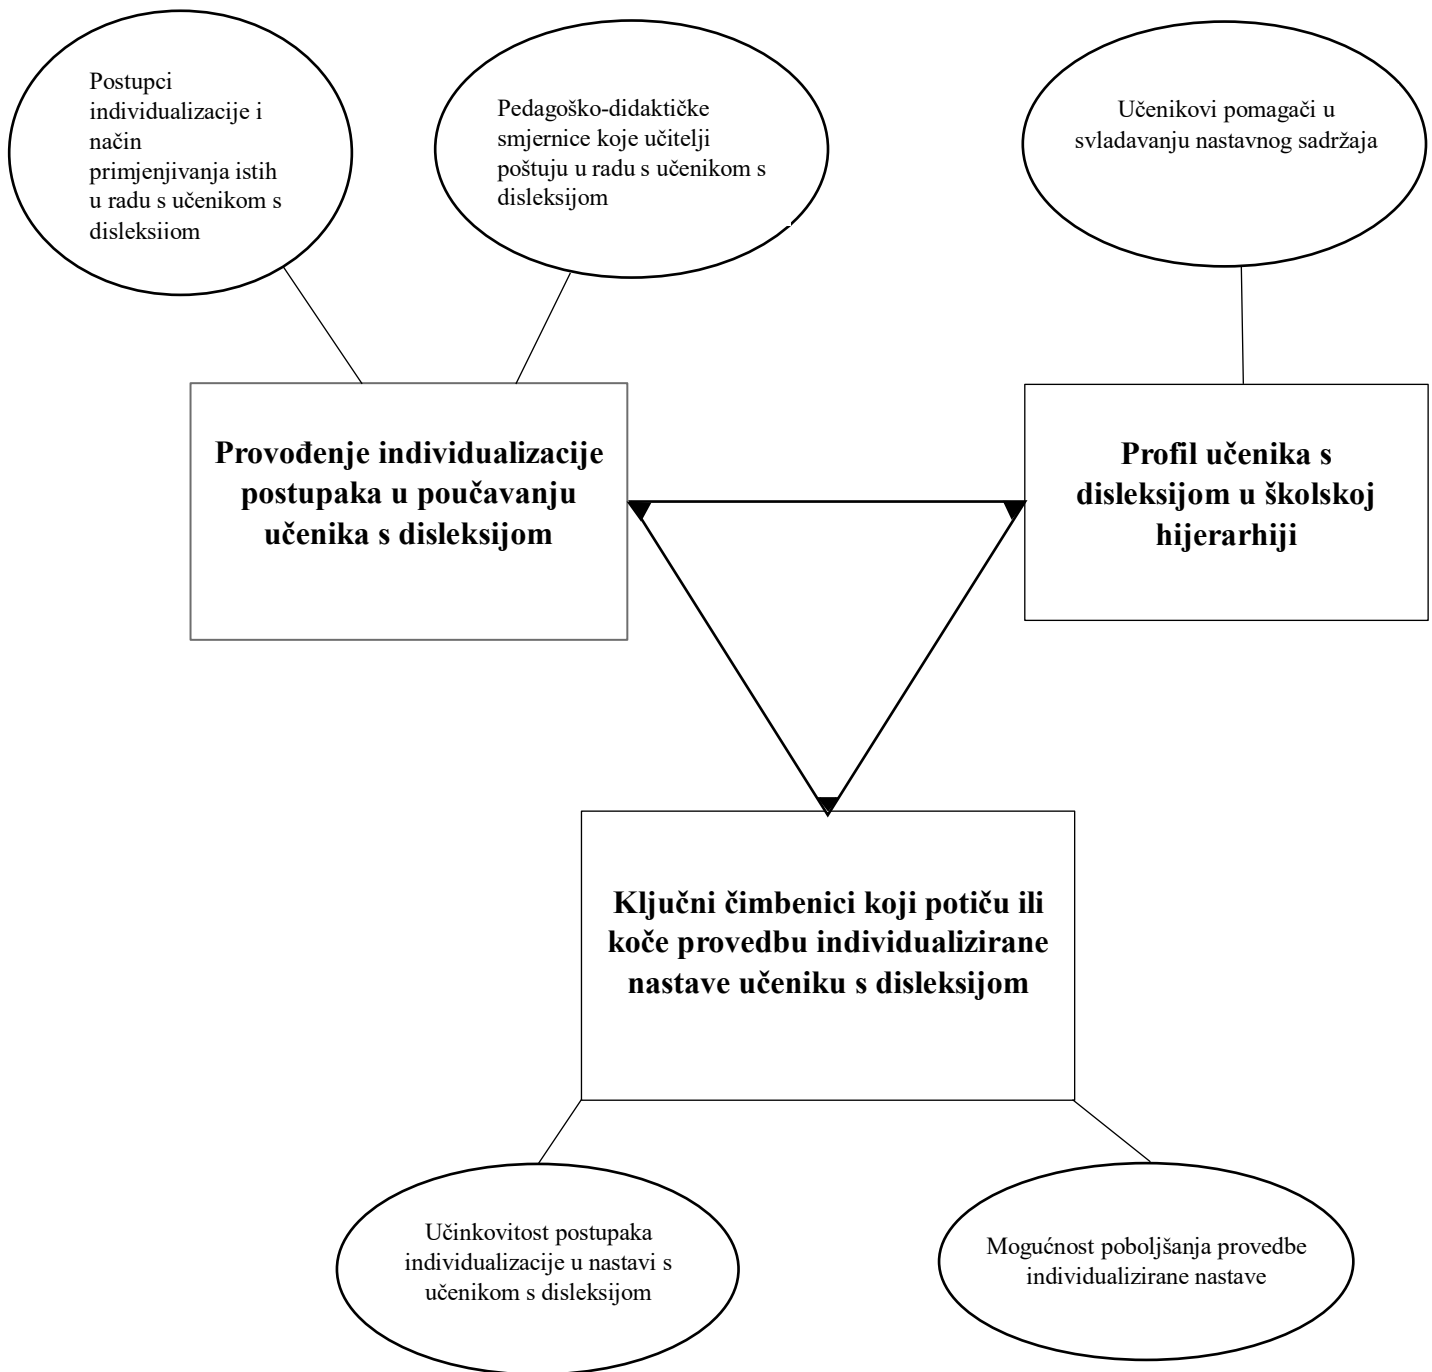 Postupci
individualizacije i
način
primjenjivanja istih
u radu s učenikom s
disleksijom
Pedagoško-didaktičke
smjernice koje učitelji
poštuju u radu s učenikom s
disleksijom
Učenikovi pomagači u
svladavanju nastavnog sadržaja
Provođenje individualizacije
postupaka u poučavanju
učenika s disleksijom
Profil učenika s
disleksijom u školskoj
hijerarhiji
Ključni čimbenici koji potiču ili
koče provedbu individualizirane
nastave učeniku s disleksijom
Učinkovitost postupaka
individualizacije u nastavi s
učenikom s disleksijom
Mogućnost poboljšanja provedbe
individualizirane nastave